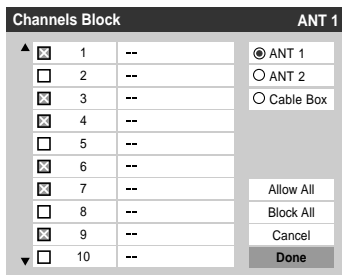 Channels Block ANT 1
1 -- ANT 1
2 -- ANT 2
3 -- Cable Box
4 --
5 --
6 --
7 -- Allow All
8 -- Block All
9 -- Cancel
10 -- Done